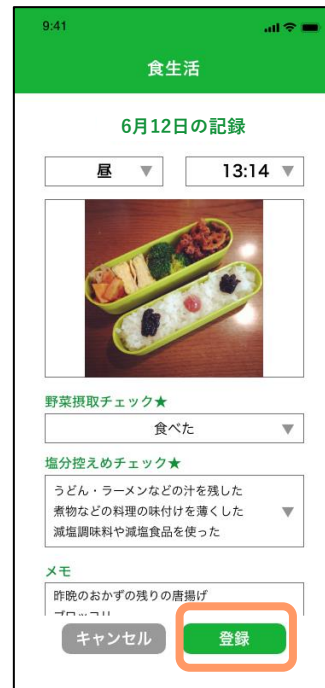 9:41
食生活
6月12日の記録
昼 ▼ 13:14 ▼
野菜摂取チェック★
食べた ▼
塩分控えめチェック★
うどん・ラーメンなどの汁を残した
煮物などの料理の味付けを薄くした ▼
減塩調味料や減塩食品を使った
メモ
昨晩のおかずの残りの唐揚げ
ブロッコリ
キャンセル 登録